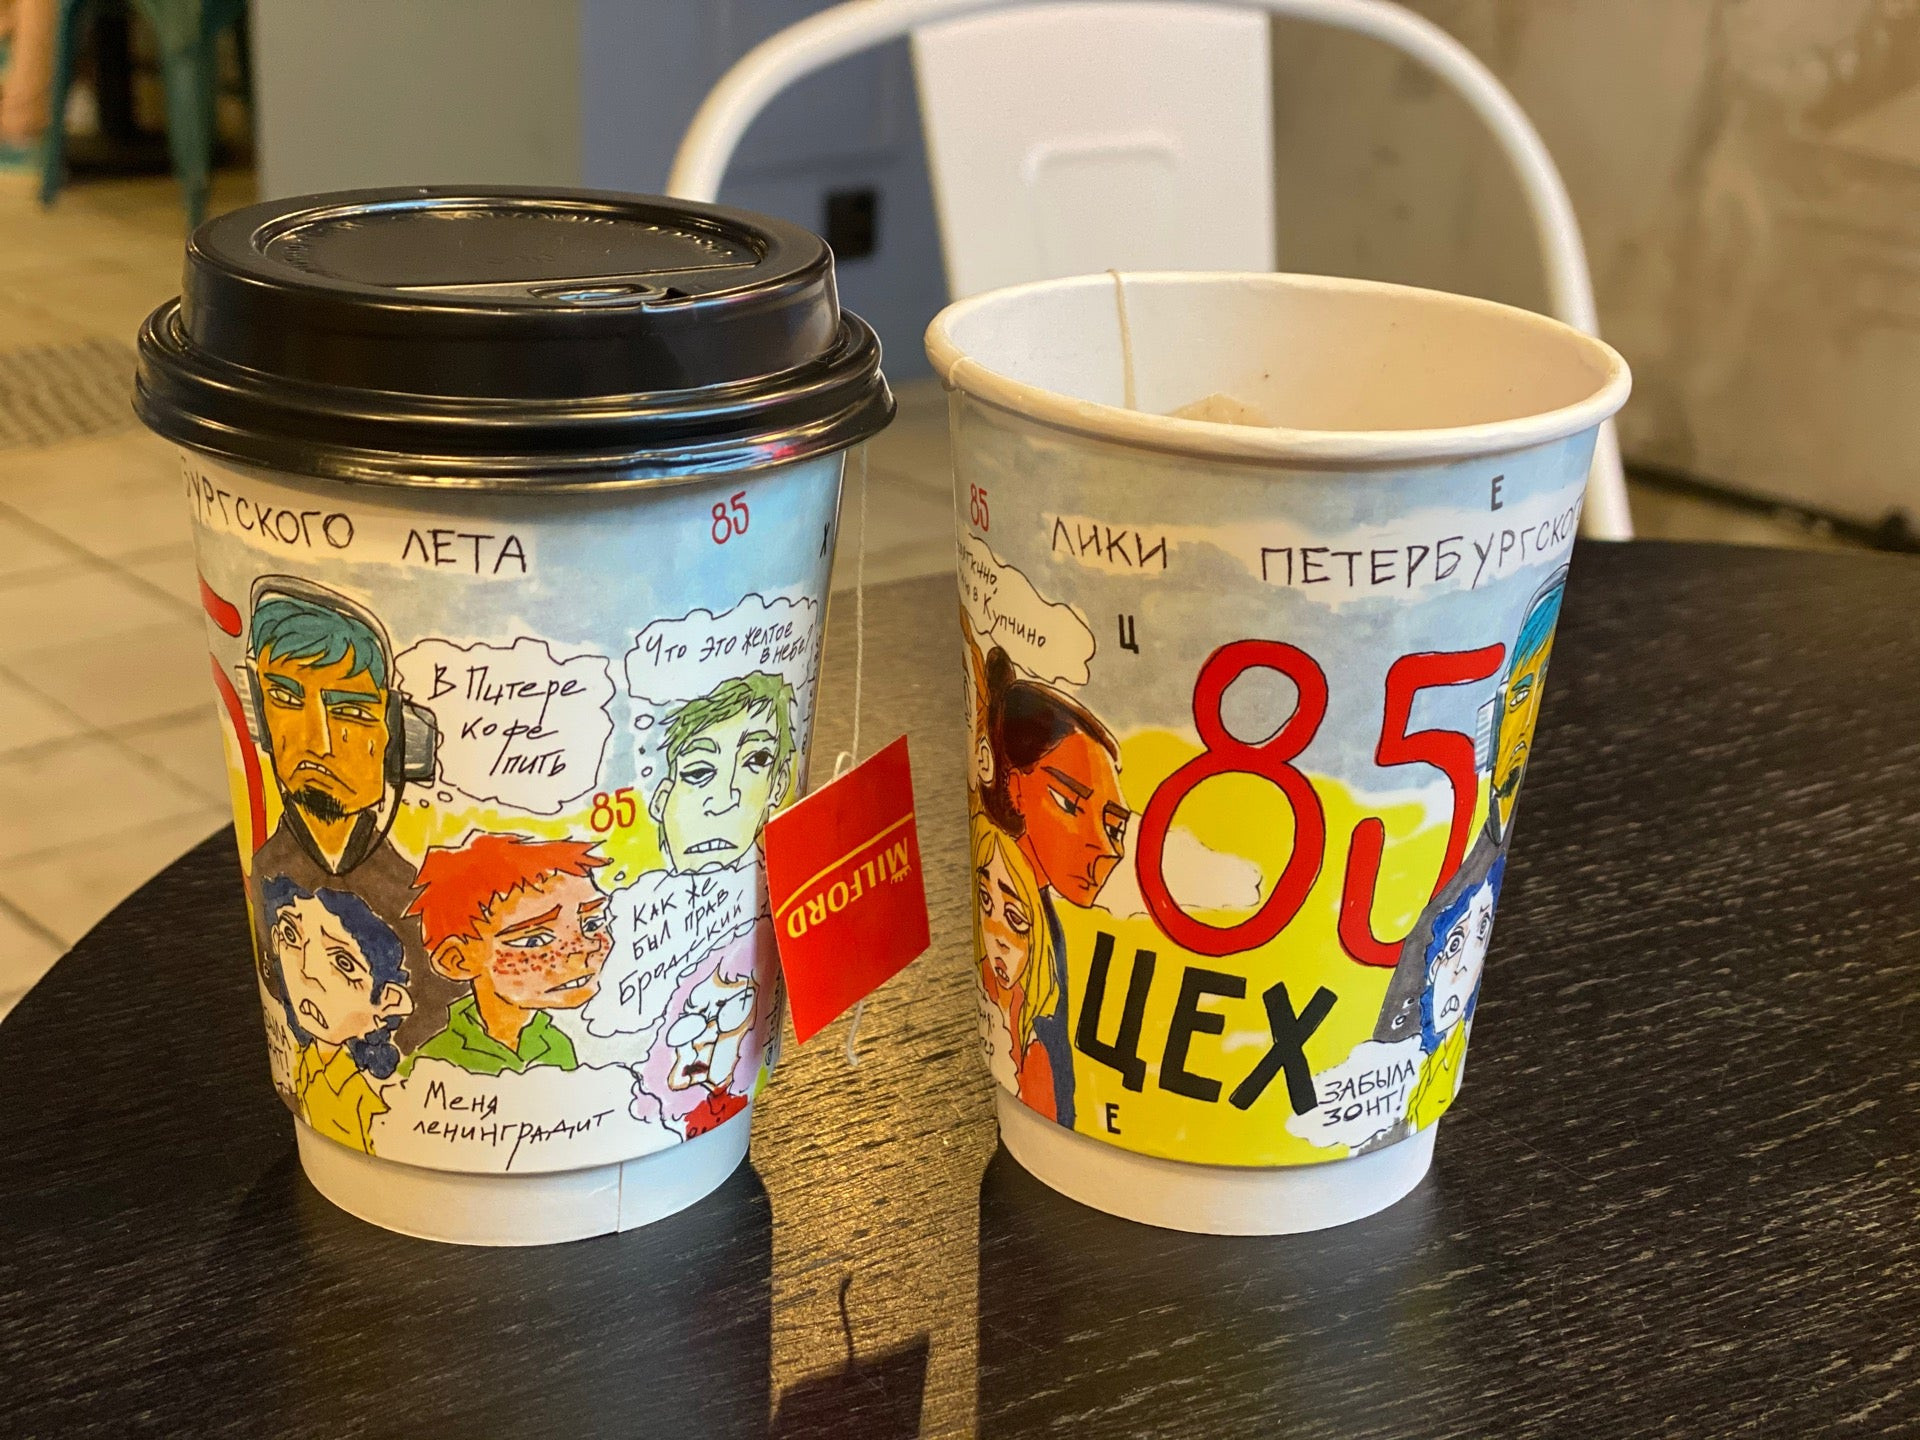 БУРГСКОГО ЛЕТА
85
Х
В Питере
кофе
пить
Что это желтое
в небе?
85
Как же
был прав
Бродский
Меня
ленинградит
MILFORD
85
Е
ЛИКИ ПЕТЕРБУРГСКОГО
в Купчино
Ц
85
ЦЕХ
Е
ЗАБЫЛА
ЗОНТ!